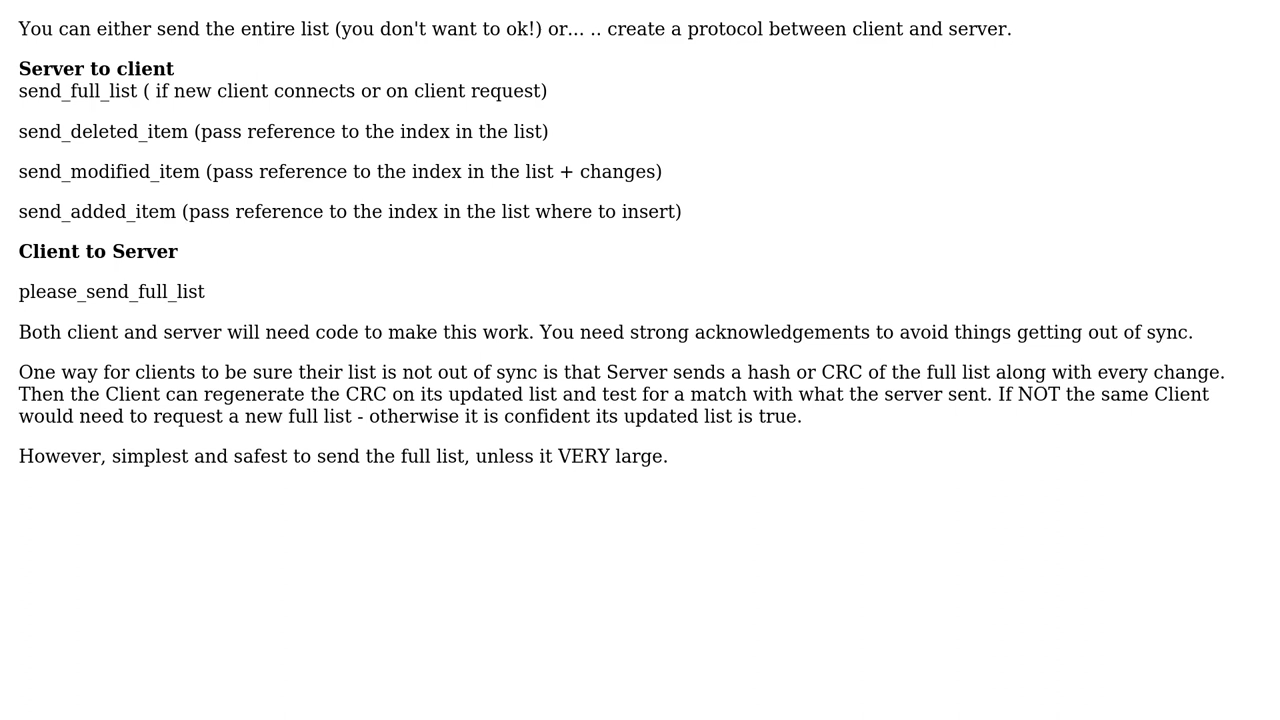 You can either send the entire list (you don't want to ok!) or... .. create a protocol between client and server.
Server to client
send_full_list ( if new client connects or on client request)
send_deleted_item (pass reference to the index in the list)
send_modified_item (pass reference to the index in the list + changes)
send_added_item (pass reference to the index in the list where to insert)
Client to Server
please_send_full_list
Both client and server will need code to make this work. You need strong acknowledgements to avoid things getting out of sync.
One way for clients to be sure their list is not out of sync is that Server sends a hash or CRC of the full list along with every change.
Then the Client can regenerate the CRC on its updated list and test for a match with what the server sent. If NOT the same Client
would need to request a new full list - otherwise it is confident its updated list is true.
However, simplest and safest to send the full list, unless it VERY large.